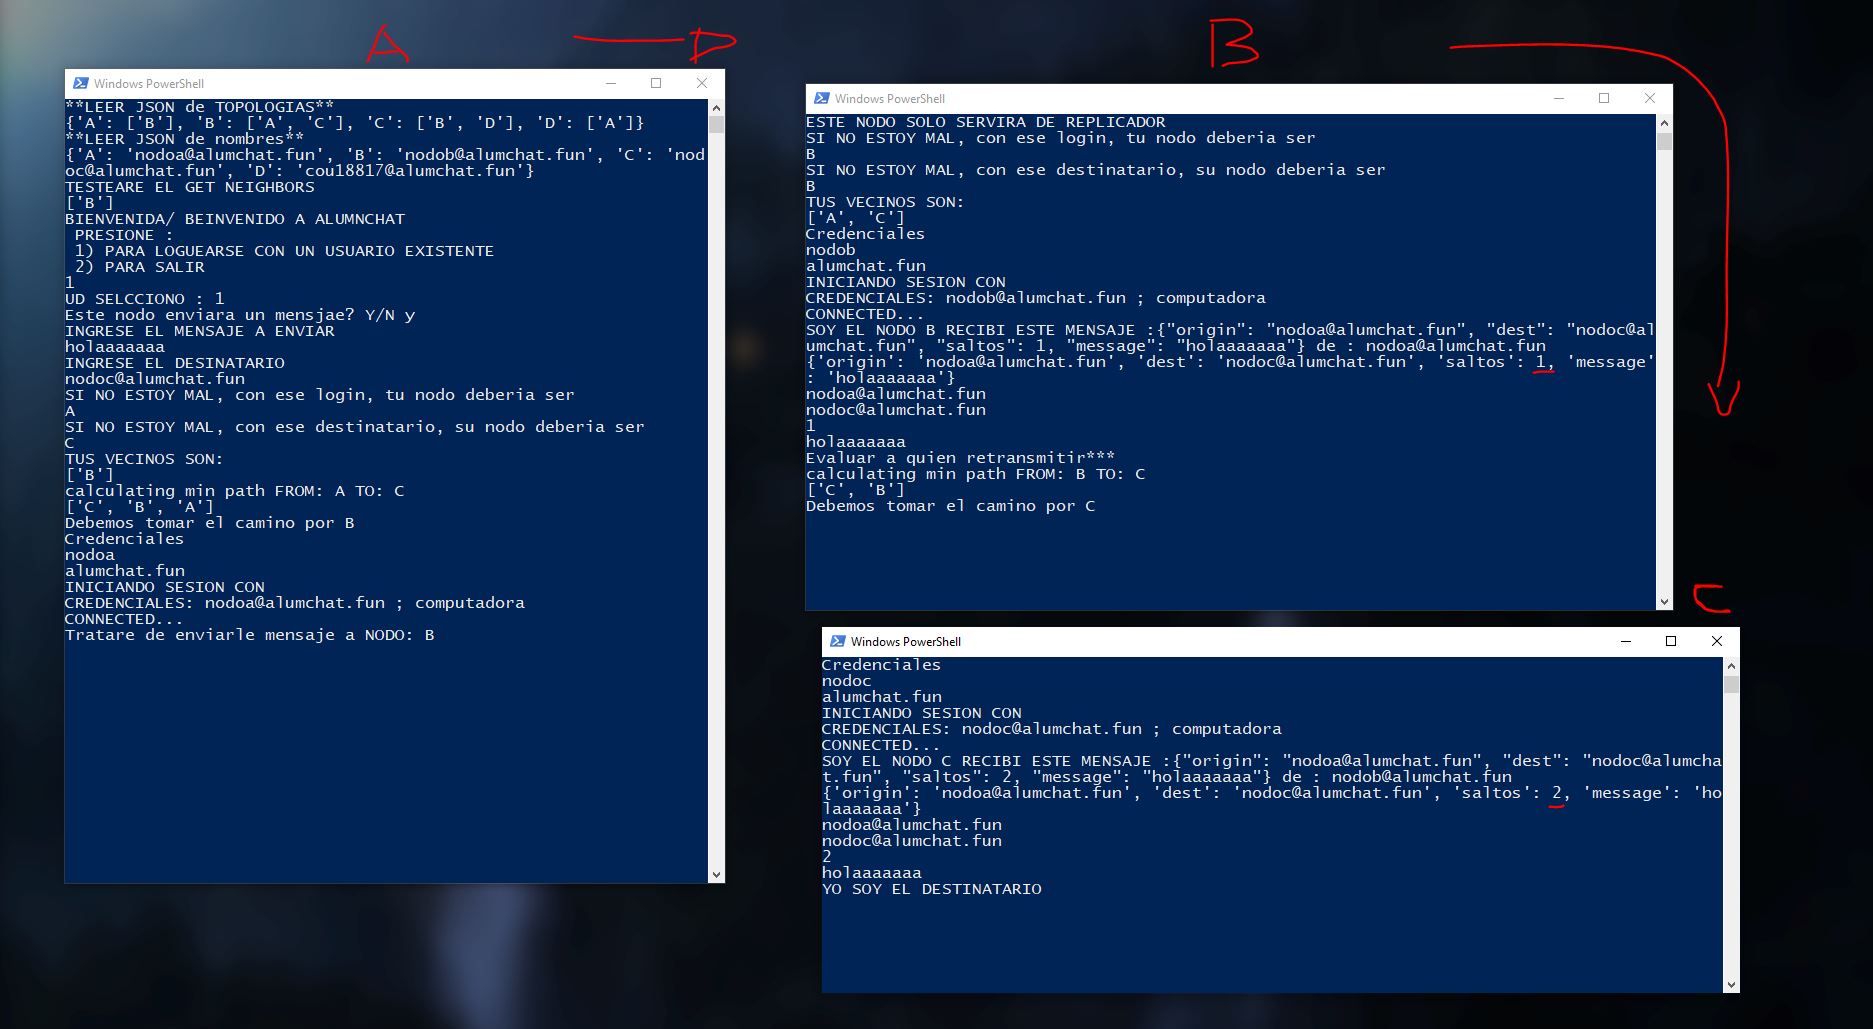 A
Windows PowerShell
**LEER JSON de TOPOLOGIAS**
{'A': ['B'], 'B': ['A', 'C'], 'C': ['B', 'D'], 'D': ['A']}
**LEER JSON de nombres**
{'A': 'nodoa@alumchat.fun', 'B': 'nodob@alumchat.fun', 'C': 'nod
oc@alumchat.fun', 'D': 'cou18817@alumchat.fun'}
TESTEARE EL GET NEIGHBORS
['B']
BIENVENIDA/ BEINVENIDO A ALUMNCHAT
PRESIONE :
1) PARA LOGUEARSE CON UN USUARIO EXISTENTE
2) PARA SALIR
1
UD SELCCIONO : 1
Este nodo enviara un mensjae? Y/N y
INGRESE EL MENSAJE A ENVIAR
holaaaaaaa
INGRESE EL DESINATARIO
nodoc@alumchat.fun
SI NO ESTOY MAL, con ese login, tu nodo deberia ser
A
SI NO ESTOY MAL, con ese destinatario, su nodo deberia ser
C
TUS VECINOS SON:
['B']
calculating min path FROM: A TO: C
['C', 'B', 'A']
Debemos tomar el camino por B
Credenciales
nodoa
alumchat.fun
INICIANDO SESION CON
CREDENCIALES: nodoa@alumchat.fun ; computadora
CONNECTED...
Tratare de enviarle mensaje a NODO: B
B
Windows PowerShell
ESTE NODO SOLO SERVIRA DE REPLICADOR
SI NO ESTOY MAL, con ese login, tu nodo deberia ser
B
SI NO ESTOY MAL, con ese destinatario, su nodo deberia ser
B
TUS VECINOS SON:
['A', 'C']
Credenciales
nodob
alumchat.fun
INICIANDO SESION CON
CREDENCIALES: nodob@alumchat.fun ; computadora
CONNECTED...
SOY EL NODO B RECIBI ESTE MENSAJE :{"origin": "nodoa@alumchat.fun", "dest": "nodoc@al
umchat.fun", "saltos": 1, "message": "holaaaaaaa"} de : nodoa@alumchat.fun
{'origin': 'nodoa@alumchat.fun', 'dest': 'nodoc@alumchat.fun', 'saltos': 1, 'message'
: 'holaaaaaaa'}
nodoa@alumchat.fun
nodoc@alumchat.fun
1
holaaaaaaa
Evaluar a quien retransmitir***
calculating min path FROM: B TO: C
['C', 'B']
Debemos tomar el camino por C
C
Windows PowerShell
Credenciales
nodoc
alumchat.fun
INICIANDO SESION CON
CREDENCIALES: nodoc@alumchat.fun ; computadora
CONNECTED...
SOY EL NODO C RECIBI ESTE MENSAJE :{"origin": "nodoa@alumchat.fun", "dest": "nodoc@alumcha
t.fun", "saltos": 2, "message": "holaaaaaaa"} de : nodob@alumchat.fun
{'origin': 'nodoa@alumchat.fun', 'dest': 'nodoc@alumchat.fun', 'saltos': 2, 'message': 'ho
laaaaaaa'}
nodoa@alumchat.fun
nodoc@alumchat.fun
2
holaaaaaaa
YO SOY EL DESTINATARIO